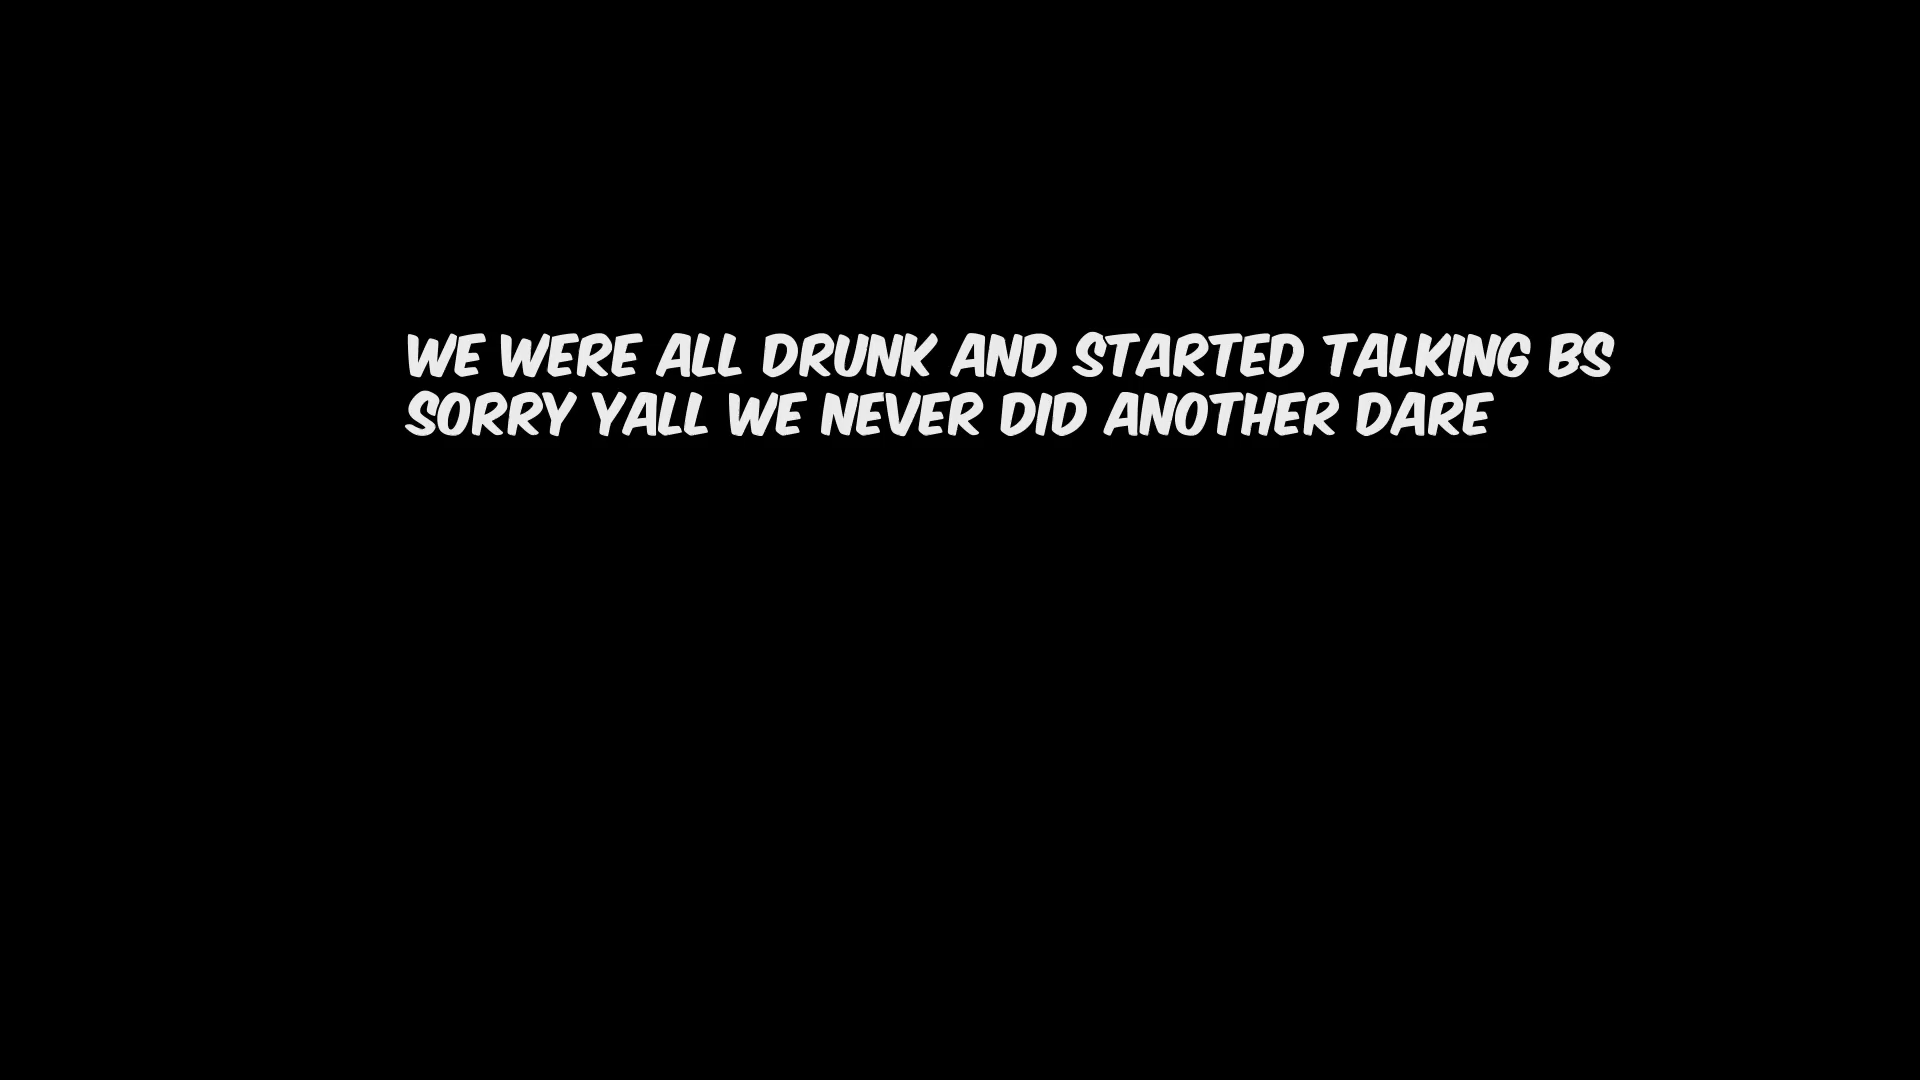 WE WERE ALL DRUNK AND STARTED TALKING BS
SORRY YALL WE NEVER DID ANOTHER DARE